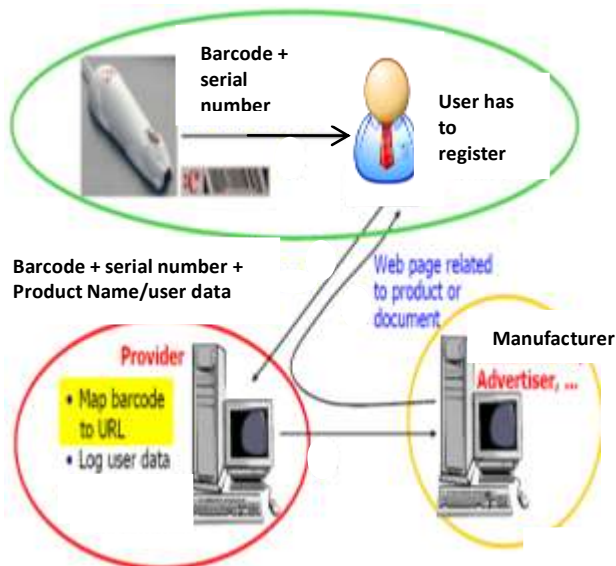 Barcode +
serial
number
User has
to
register
Barcode + serial number +
Product Name/user data
Web page related
to product or
document
Provider
• Map barcode
to URL
• Log user data
Manufacturer
Advertiser, ...